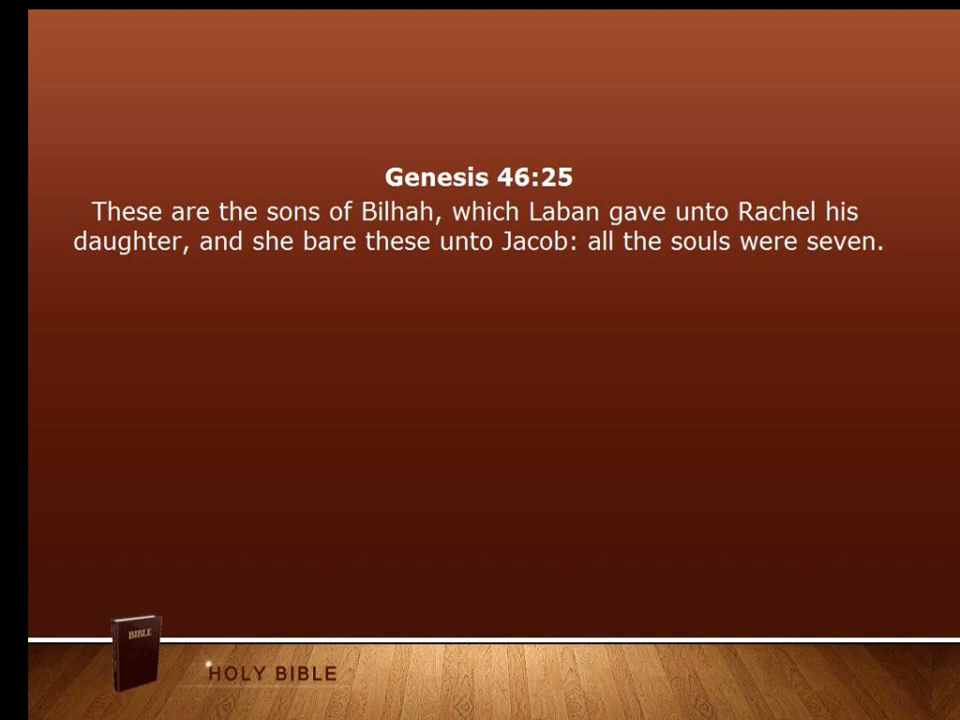 Genesis 46:25
These are the sons of Bilhah, which Laban gave unto Rachel his
daughter, and she bare these unto Jacob: all the souls were seven.
BIBLE
HOLY BIBLE